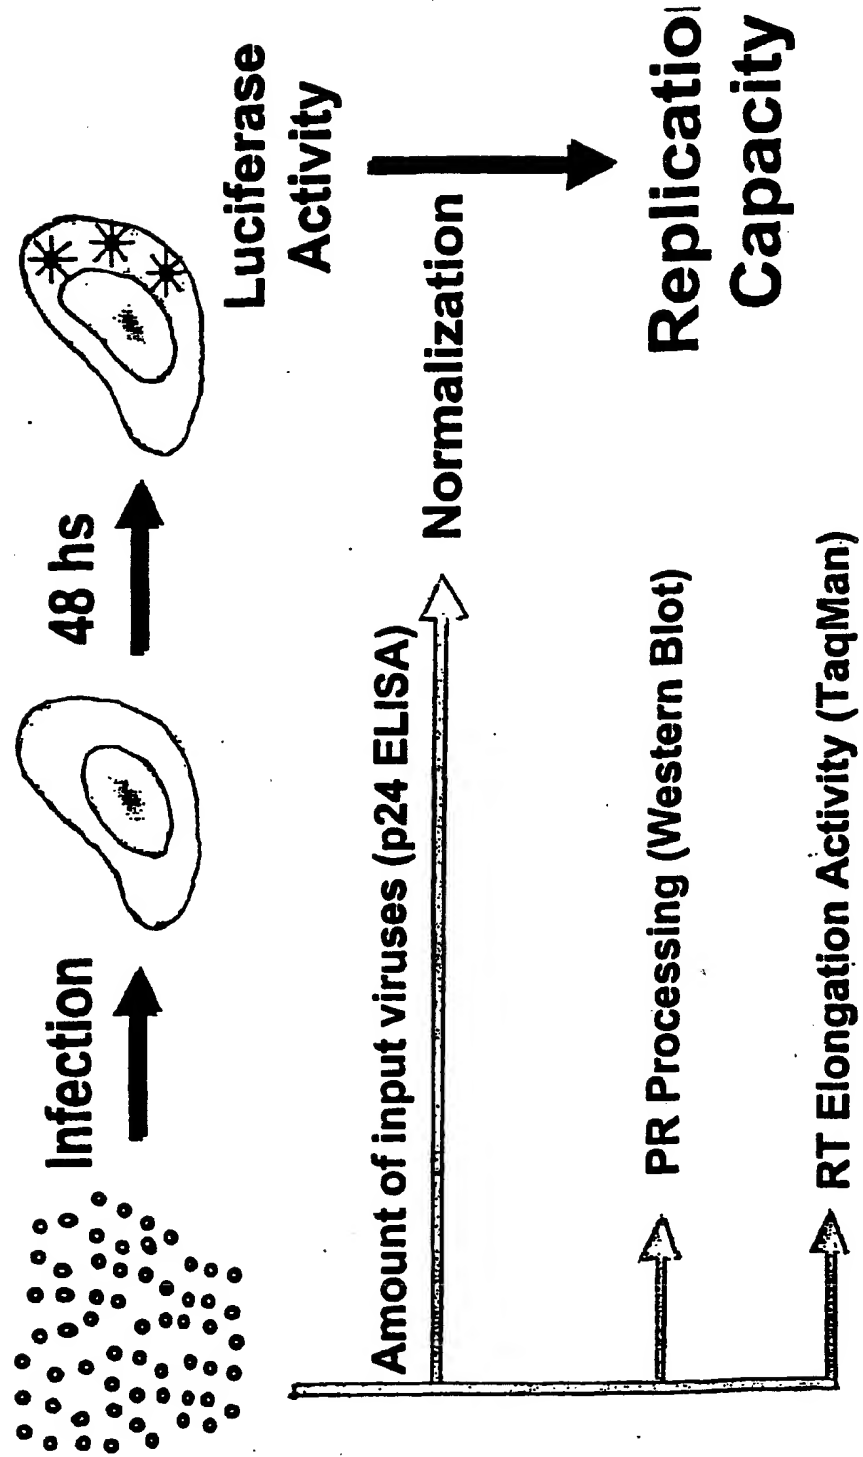 Infection
48 hs
Luciferase
Activity
Amount of input viruses (p24 ELISA)
Normalization
PR Processing (Western Blot)
Replicatio
Capacity
RT Elongation Activity (TaqMan)